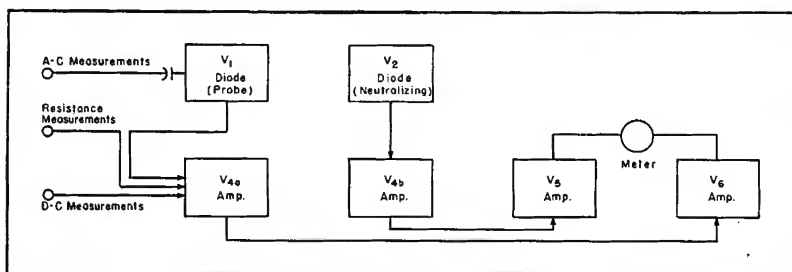 A-C Measurements
V1
Diode
(Probe)
V2
Diode
(Neutralizing)
Resistance
Measurements
Meter
V4a
Amp.
V4b
Amp.
V5
Amp.
V6
Amp.
D-C Measurements